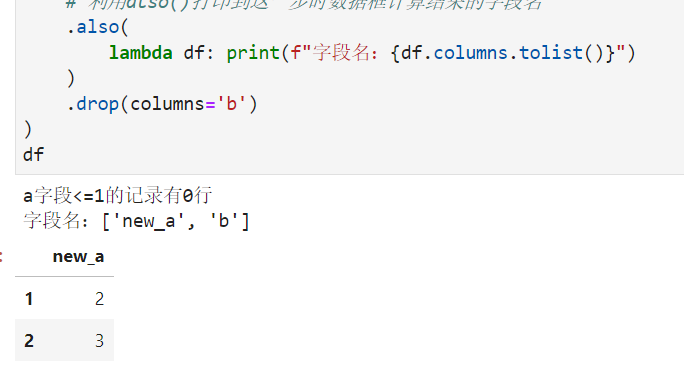 # 利用also()打印到这一步时数据框计算结果的字段名
.also(
lambda df: print(f"字段名：{df.columns.tolist()}")
)
.drop(columns='b')
)
df
a字段<=1的记录有0行
字段名：['new_a', 'b']
:
new_a
1 2
2 3